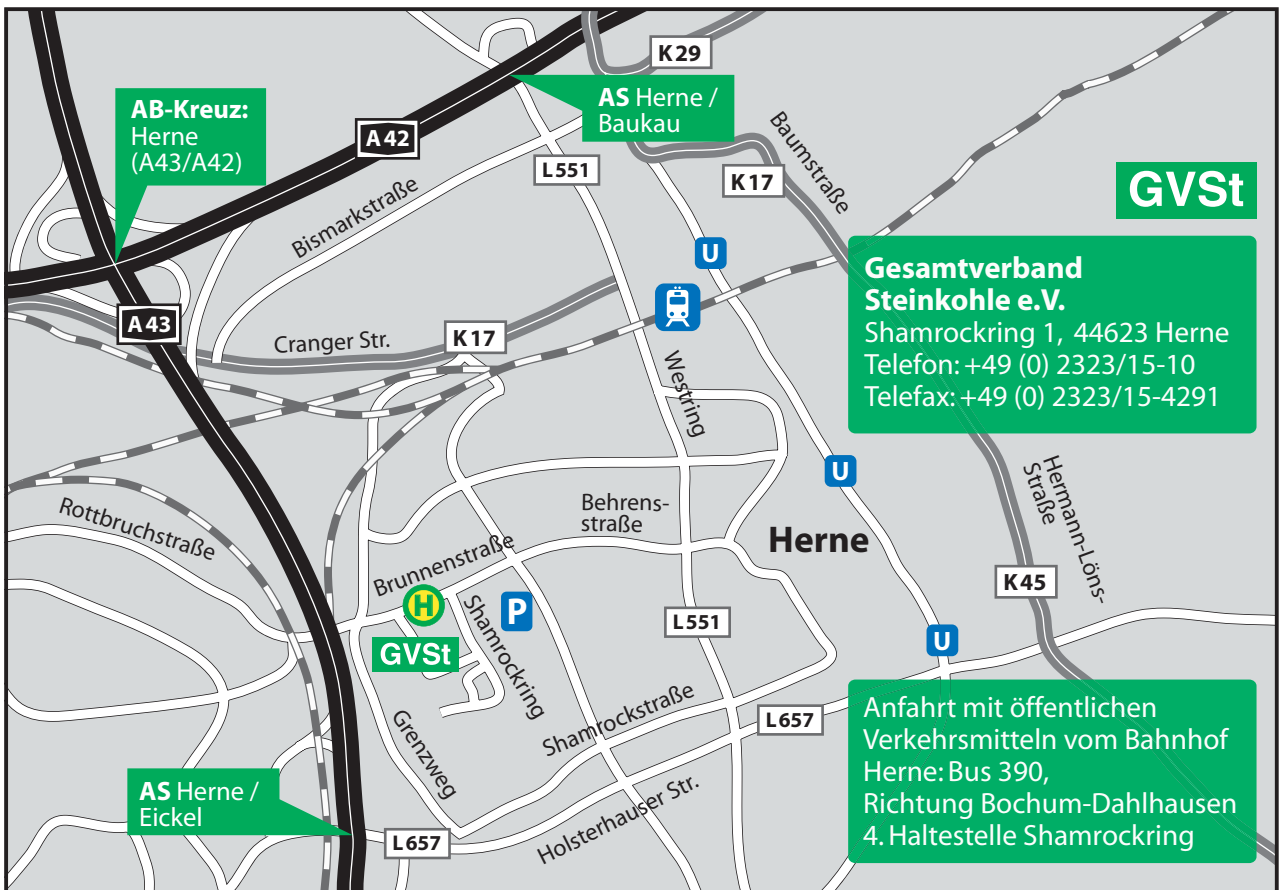 K29
AB-Kreuz:
Herne
(A43/A42)
AS Herne /
Baukau
A42
L551
Baumstraße
K17
GVSt
Bismarkstraße
U
Gesamtverband
Steinkohle e.V.
Shamrockring 1, 44623 Herne
Telefon: +49 (0) 2323/15-10
Telefax: +49 (0) 2323/15-4291
A43
Cranger Str.
K17
Westring
U
Hermann-Löns-
Straße
Rottbruchstraße
Behrens-
straße
Herne
Brunnenstraße
K45
H
Shamrockring
P
L551
U
GVSt
Grenzweg
Shamrockstraße
L657
Anfahrt mit öffentlichen
Verkehrsmitteln vom Bahnhof
Herne: Bus 390,
Richtung Bochum-Dahlhausen
4. Haltestelle Shamrockring
AS Herne /
Eickel
L657
Holsterhauser Str.